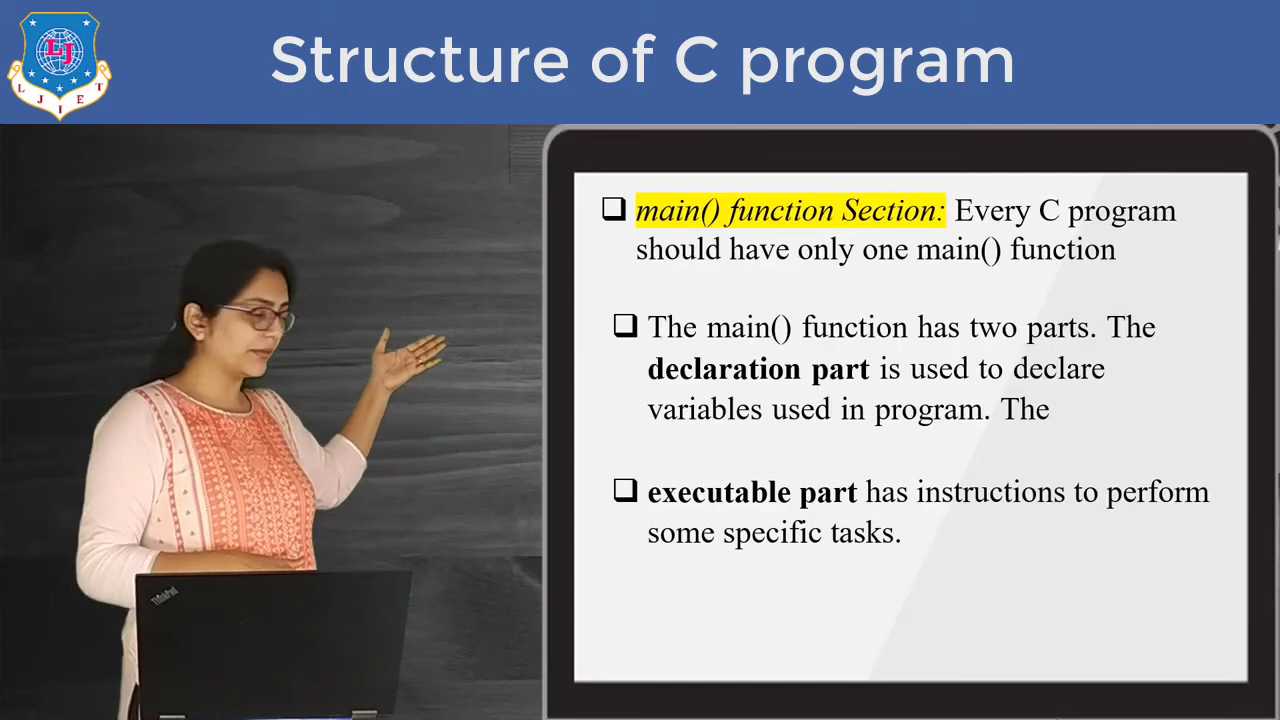 Structure of C program
LJ
L J I E T
main() function Section: Every C program
should have only one main() function
The main() function has two parts. The
declaration part is used to declare
variables used in program. The
executable part has instructions to perform
some specific tasks.
ThinkPad